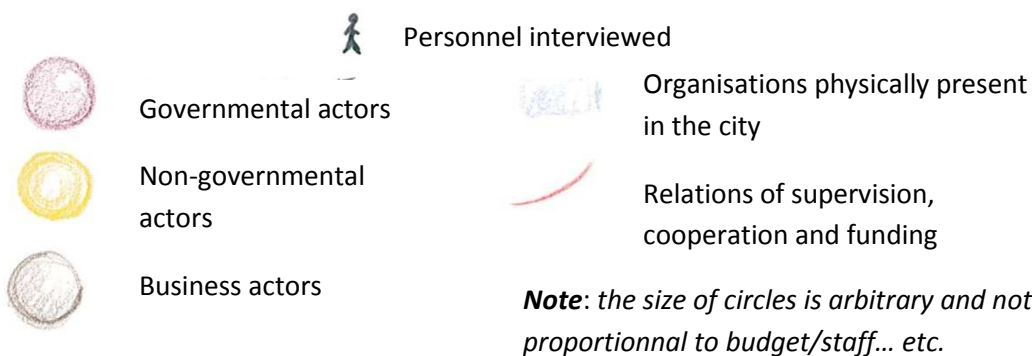 Personnel interviewed
Governmental actors
Non-governmental
actors
Business actors
Organisations physically present
in the city
Relations of supervision,
cooperation and funding
Note: the size of circles is arbitrary and not
proportionnal to budget/staff... etc.